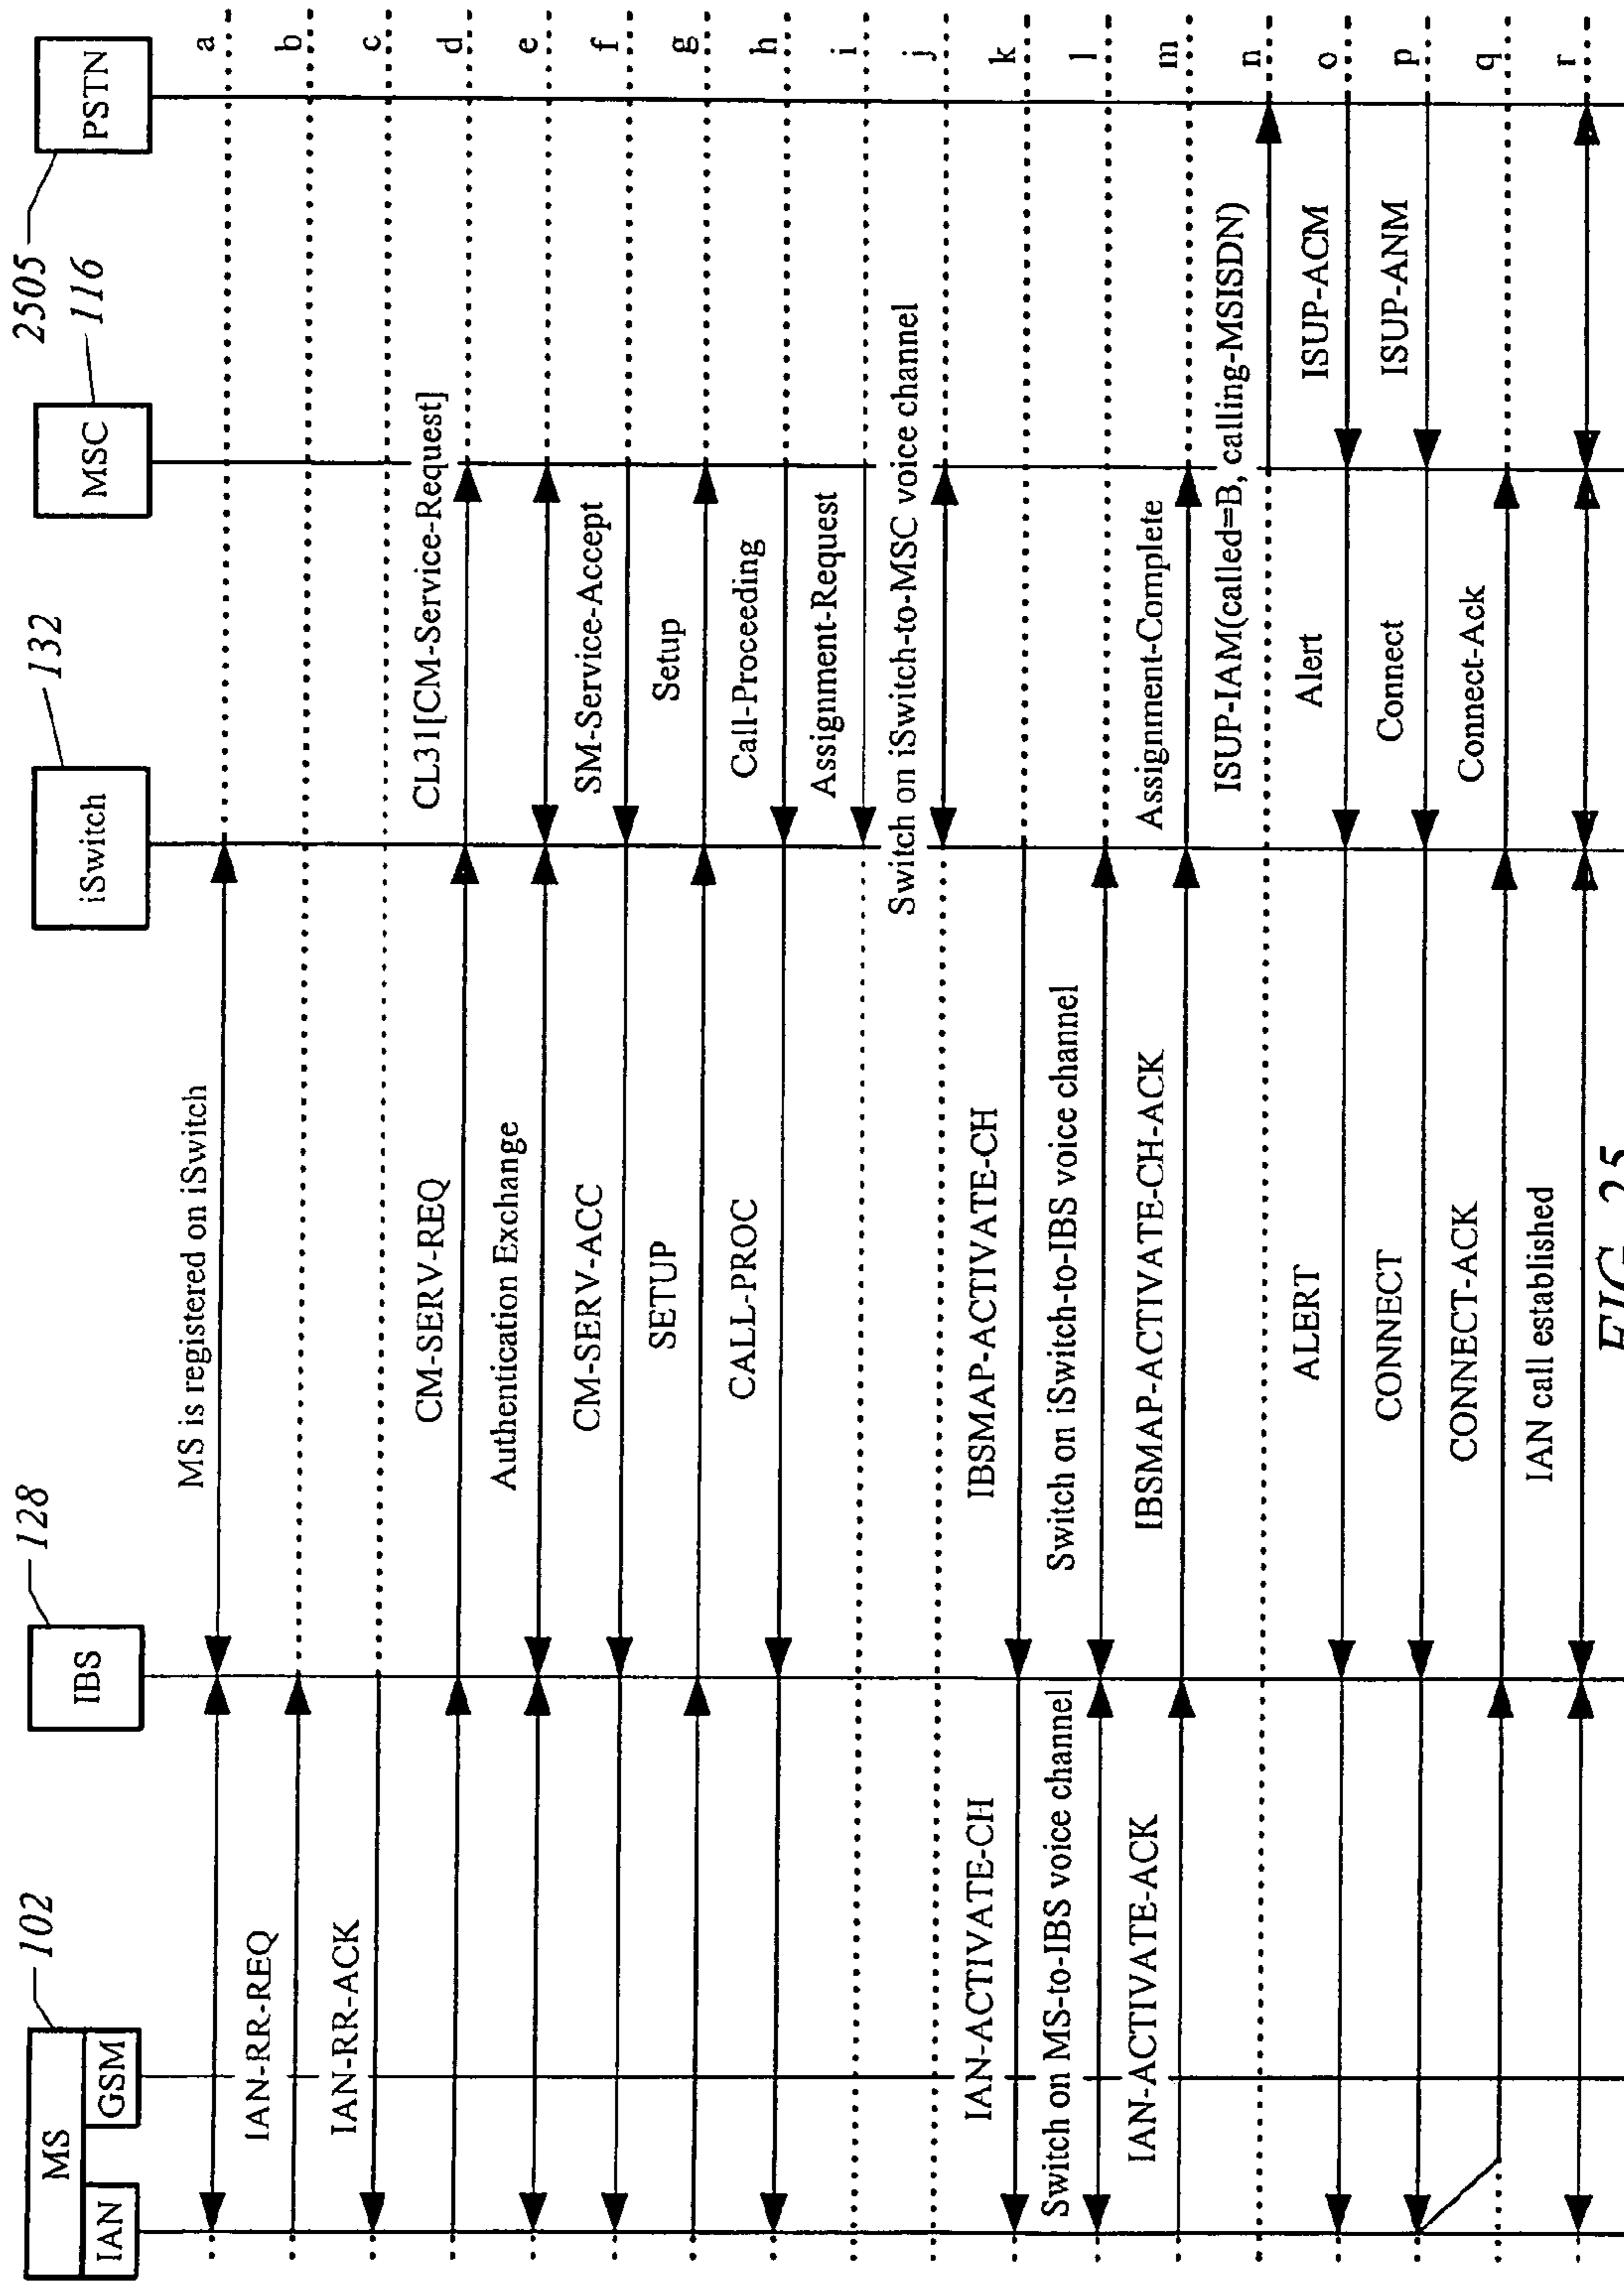 102
128
132
116
2505
MS
IAN
GSM
IBS
iSwitch
MSC
PSTN
MS is registered on iSwitch
a
IAN-RR-REQ
b
IAN-RR-ACK
c
CM-SERV-REQ
CL31[CM-Service-Request]
d
Authentication Exchange
e
CM-SERV-ACC
SM-Service-Accept
f
SETUP
Setup
g
CALL-PROC
Call-Proceeding
h
Assignment-Request
i
Switch on iSwitch-to-MSC voice channel
j
IAN-ACTIVATE-CH
IBSMAP-ACTIVATE-CH
k
Switch on MS-to-IBS voice channel
Switch on iSwitch-to-IBS voice channel
l
IAN-ACTIVATE-ACK
IBSMAP-ACTIVATE-CH-ACK
Assignment-Complete
m
ISUP-IAM(called=B, calling-MSISDN)
n
ALERT
Alert
ISUP-ACM
o
CONNECT
Connect
ISUP-ANM
p
CONNECT-ACK
Connect-Ack
q
IAN call established
r
FIG. 25